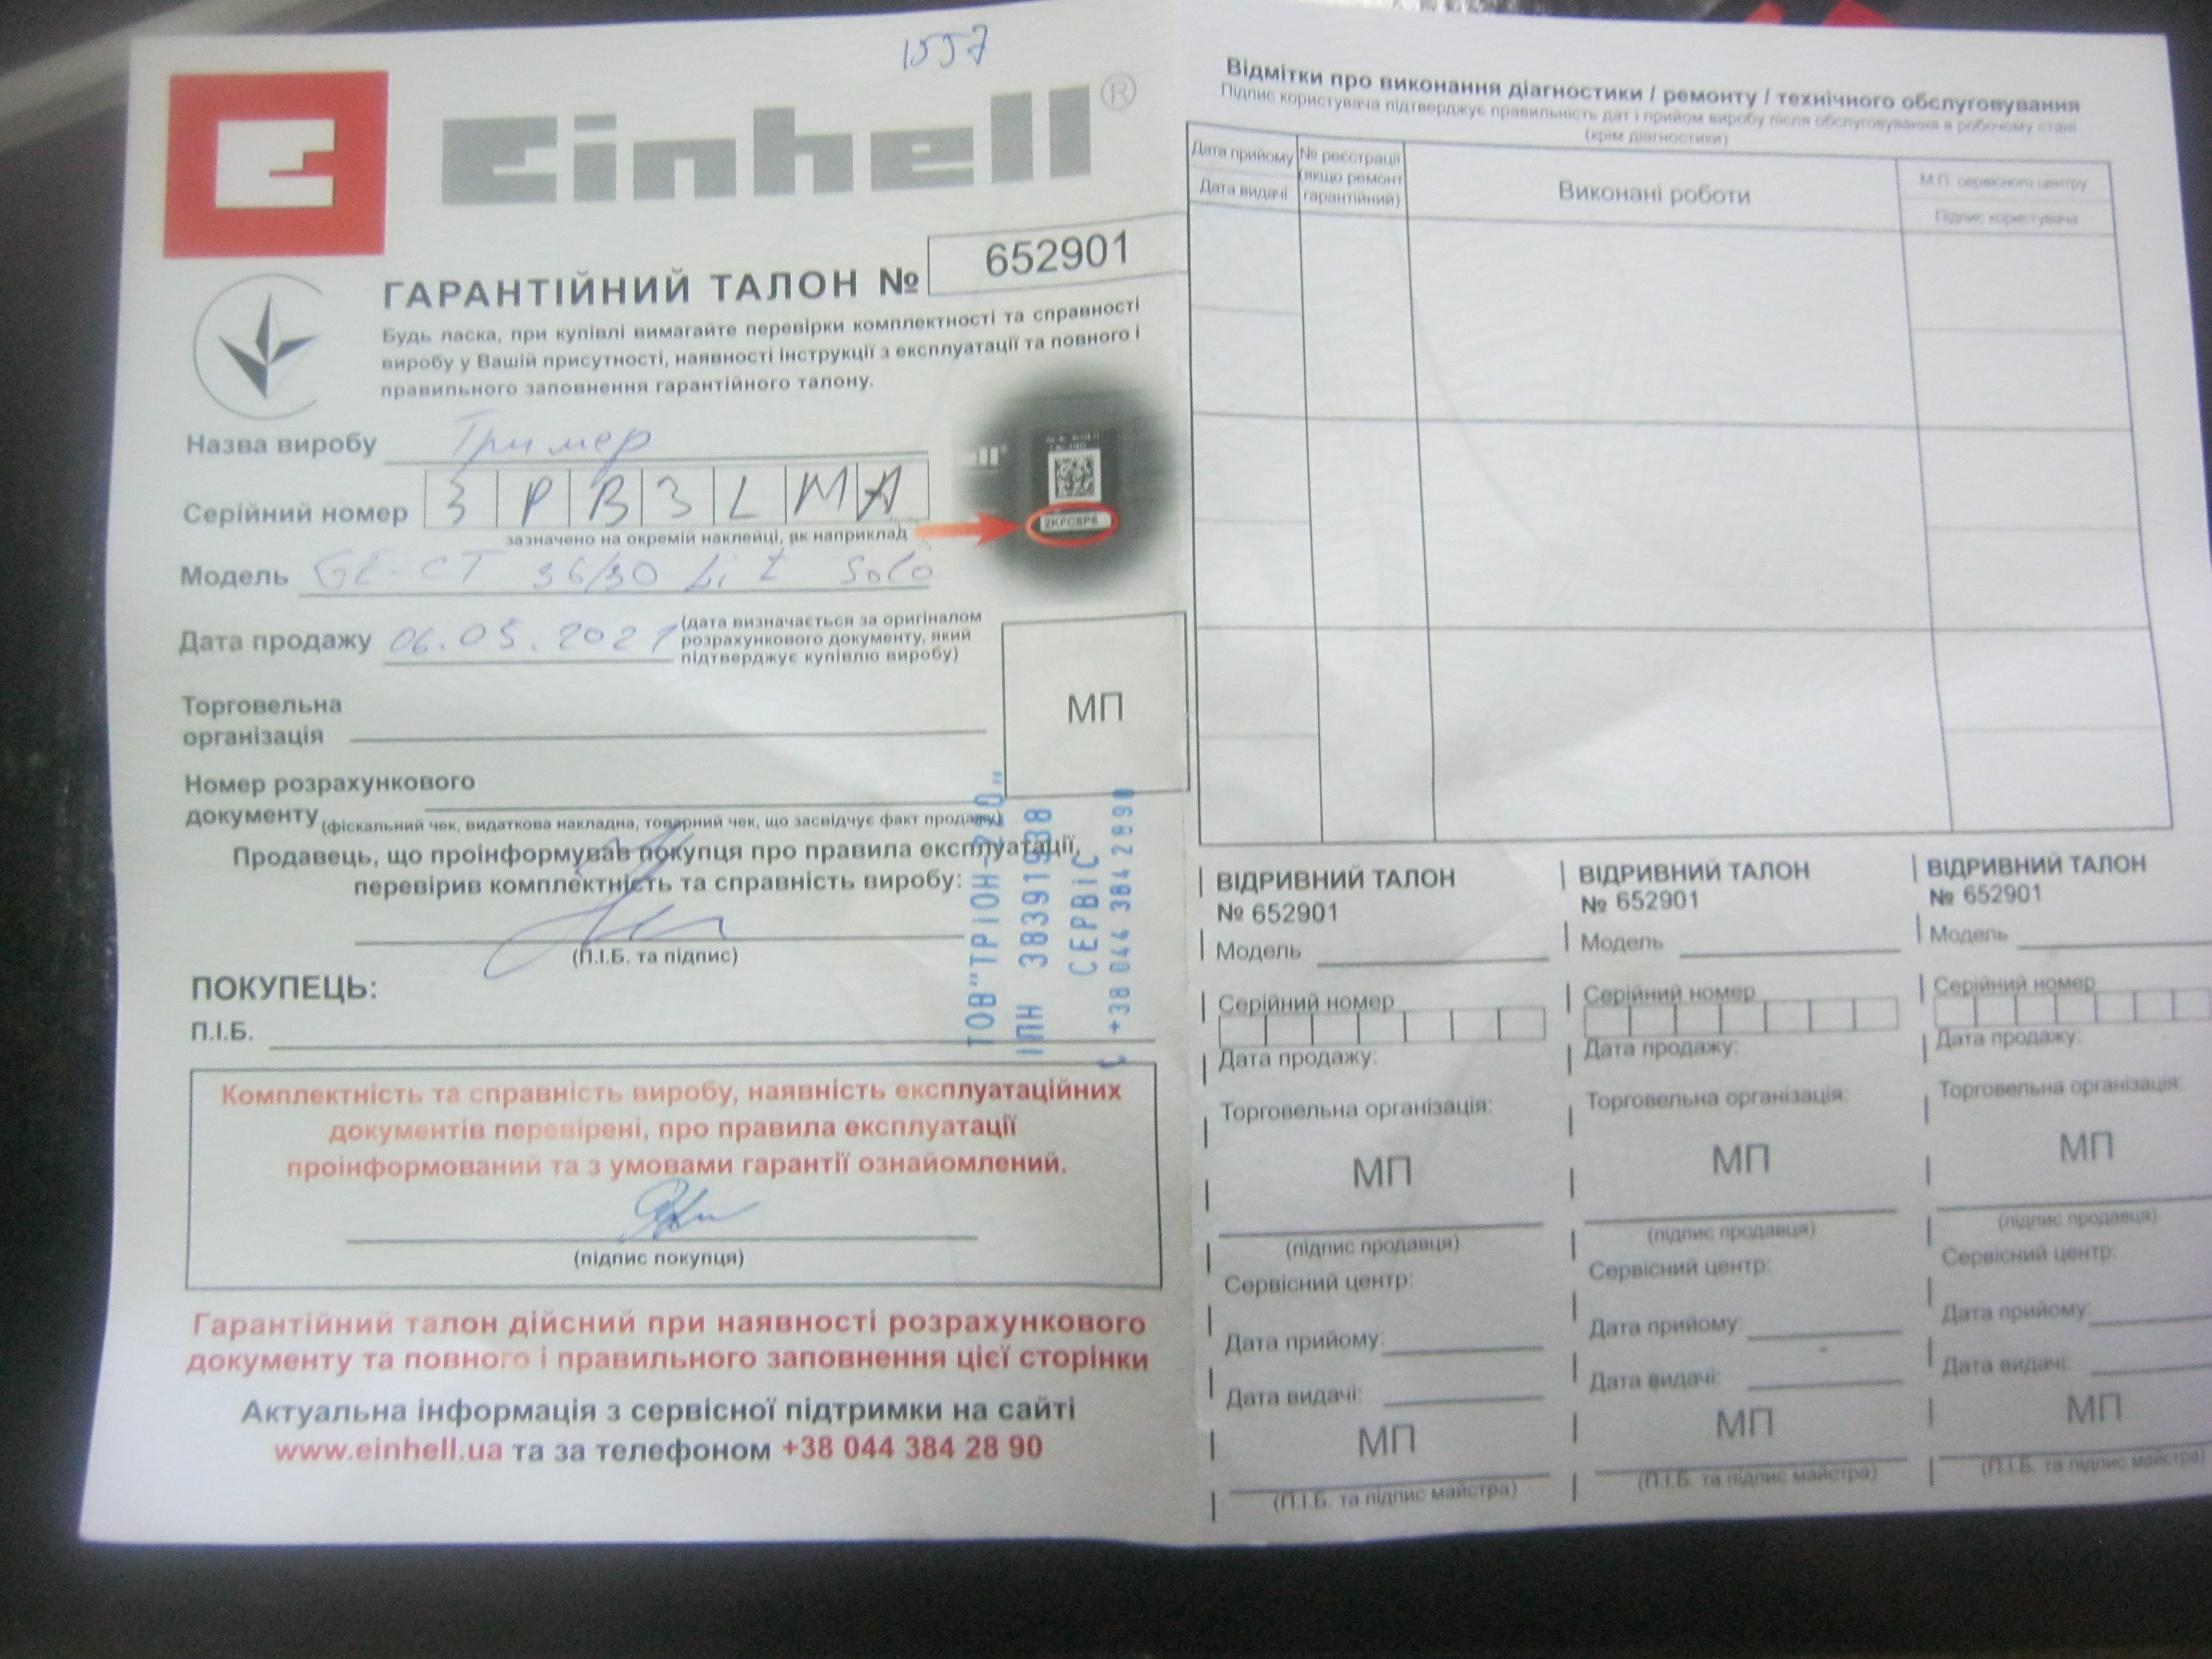 1557
Einhell®
ГАРАНТІЙНИЙ ТАЛОН № 652901
Будь ласка, при купівлі вимагайте перевірки комплектності та справності
виробу у Вашій присутності, наявності інструкції з експлуатації та повного і
правильного заповнення гарантійного талону.
Назва виробу Тример
Серійний номер 3 P B 3 L M A
зазначено на окремій наклейці, як наприклад
Модель GE-CT 36/30 Li E Solo
Дата продажу 06.05.2021 (дата визначається за оригіналом
розрахункового документу, який
підтверджує купівлю виробу)
МП
Торговельна
організація
Номер розрахункового
документу (фіскальний чек, видаткова накладна, товарний чек, що засвідчує факт продажу)
Продавець, що проінформував покупця про правила експлуатації,
перевірив комплектність та справність виробу:
(П.І.Б. та підпис)
ІПН 38391938
СЕРВІС
+38 044 384 2890
ПОКУПЕЦЬ:
П.І.Б.
Комплектність та справність виробу, наявність експлуатаційних
документів перевірені, про правила експлуатації
проінформований та з умовами гарантії ознайомлений.
(підпис покупця)
Гарантійний талон дійсний при наявності розрахункового
документу та повного і правильного заповнення цієї сторінки
Актуальна інформація з сервісної підтримки на сайті
www.einhell.ua та за телефоном +38 044 384 28 90
Відмітки про виконання діагностики / ремонту / технічного обслуговування
Підпис користувача підтверджує правильність дат і прийом виробу після обслуговування в робочому стані
(крім діагностики)
Дата прийому
Дата видачі
№ реєстрації
(якщо ремонт
гарантійний)
Виконані роботи
М.П. сервісного центру
Підпис користувача
ВІДРИВНИЙ ТАЛОН
№ 652901
Модель
Серійний номер
Дата продажу:
Торговельна організація:
МП
(підпис продавця)
Сервісний центр:
Дата прийому:
Дата видачі:
МП
(П.І.Б. та підпис майстра)
ВІДРИВНИЙ ТАЛОН
№ 652901
Модель
Серійний номер
Дата продажу:
Торговельна організація:
МП
(підпис продавця)
Сервісний центр:
Дата прийому:
Дата видачі:
МП
(П.І.Б. та підпис майстра)
ВІДРИВНИЙ ТАЛОН
№ 652901
Модель
Серійний номер
Дата продажу:
Торговельна організація:
МП
(підпис продавця)
Сервісний центр:
Дата прийому:
Дата видачі:
МП
(П.І.Б. та підпис майстра)